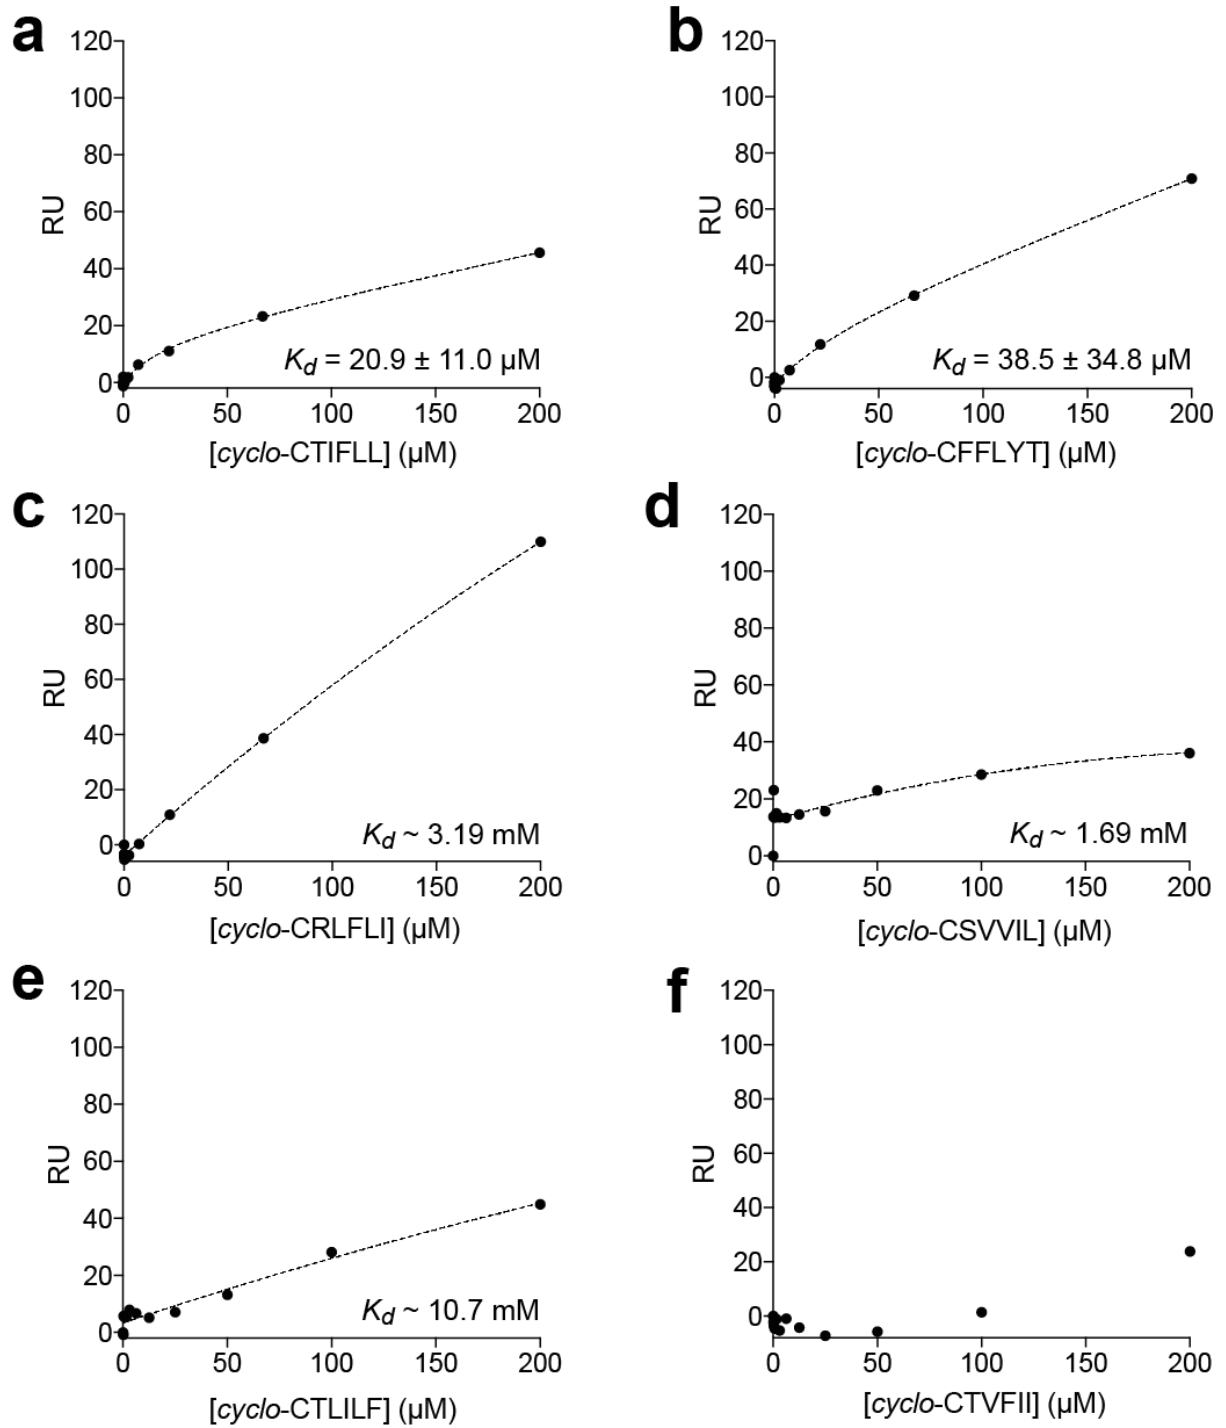 a
120
100
80
60
40
20
0
RU
K_d = 20.9 ± 11.0 µM
0 50 100 150 200
[cyclo-CTIFLL] (µM)
b
120
100
80
60
40
20
0
RU
K_d = 38.5 ± 34.8 µM
0 50 100 150 200
[cyclo-CFFLYT] (µM)
c
120
100
80
60
40
20
0
RU
K_d ~ 3.19 mM
0 50 100 150 200
[cyclo-CRLFLI] (µM)
d
120
100
80
60
40
20
0
RU
K_d ~ 1.69 mM
0 50 100 150 200
[cyclo-CSVVIL] (µM)
e
120
100
80
60
40
20
0
RU
K_d ~ 10.7 mM
0 50 100 150 200
[cyclo-CTLILF] (µM)
f
120
100
80
60
40
20
0
RU
0 50 100 150 200
[cyclo-CTVFII] (µM)